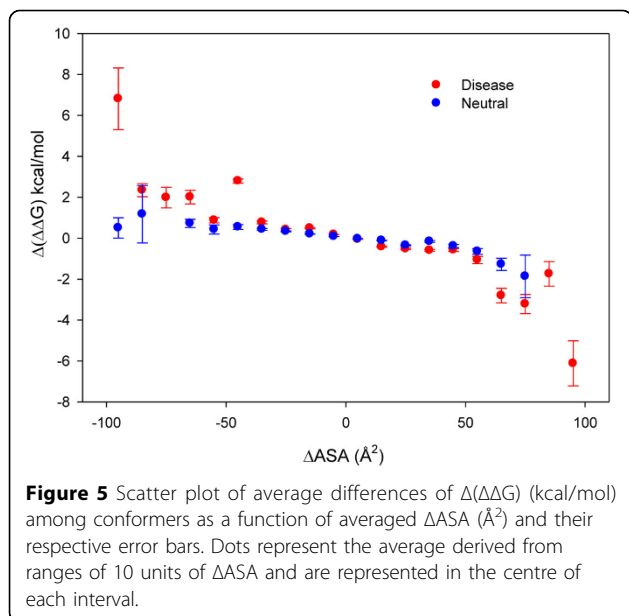 10
8
6
4
2
0
-2
-4
-6
-8
Δ(ΔΔG) kcal/mol
Disease
Neutral
-100 -50 0 50 100
ΔASA (Å²)
Figure 5 Scatter plot of average differences of Δ(ΔΔG) (kcal/mol)
among conformers as a function of averaged ΔASA (Å²) and their
respective error bars. Dots represent the average derived from
ranges of 10 units of ΔASA and are represented in the centre of
each interval.